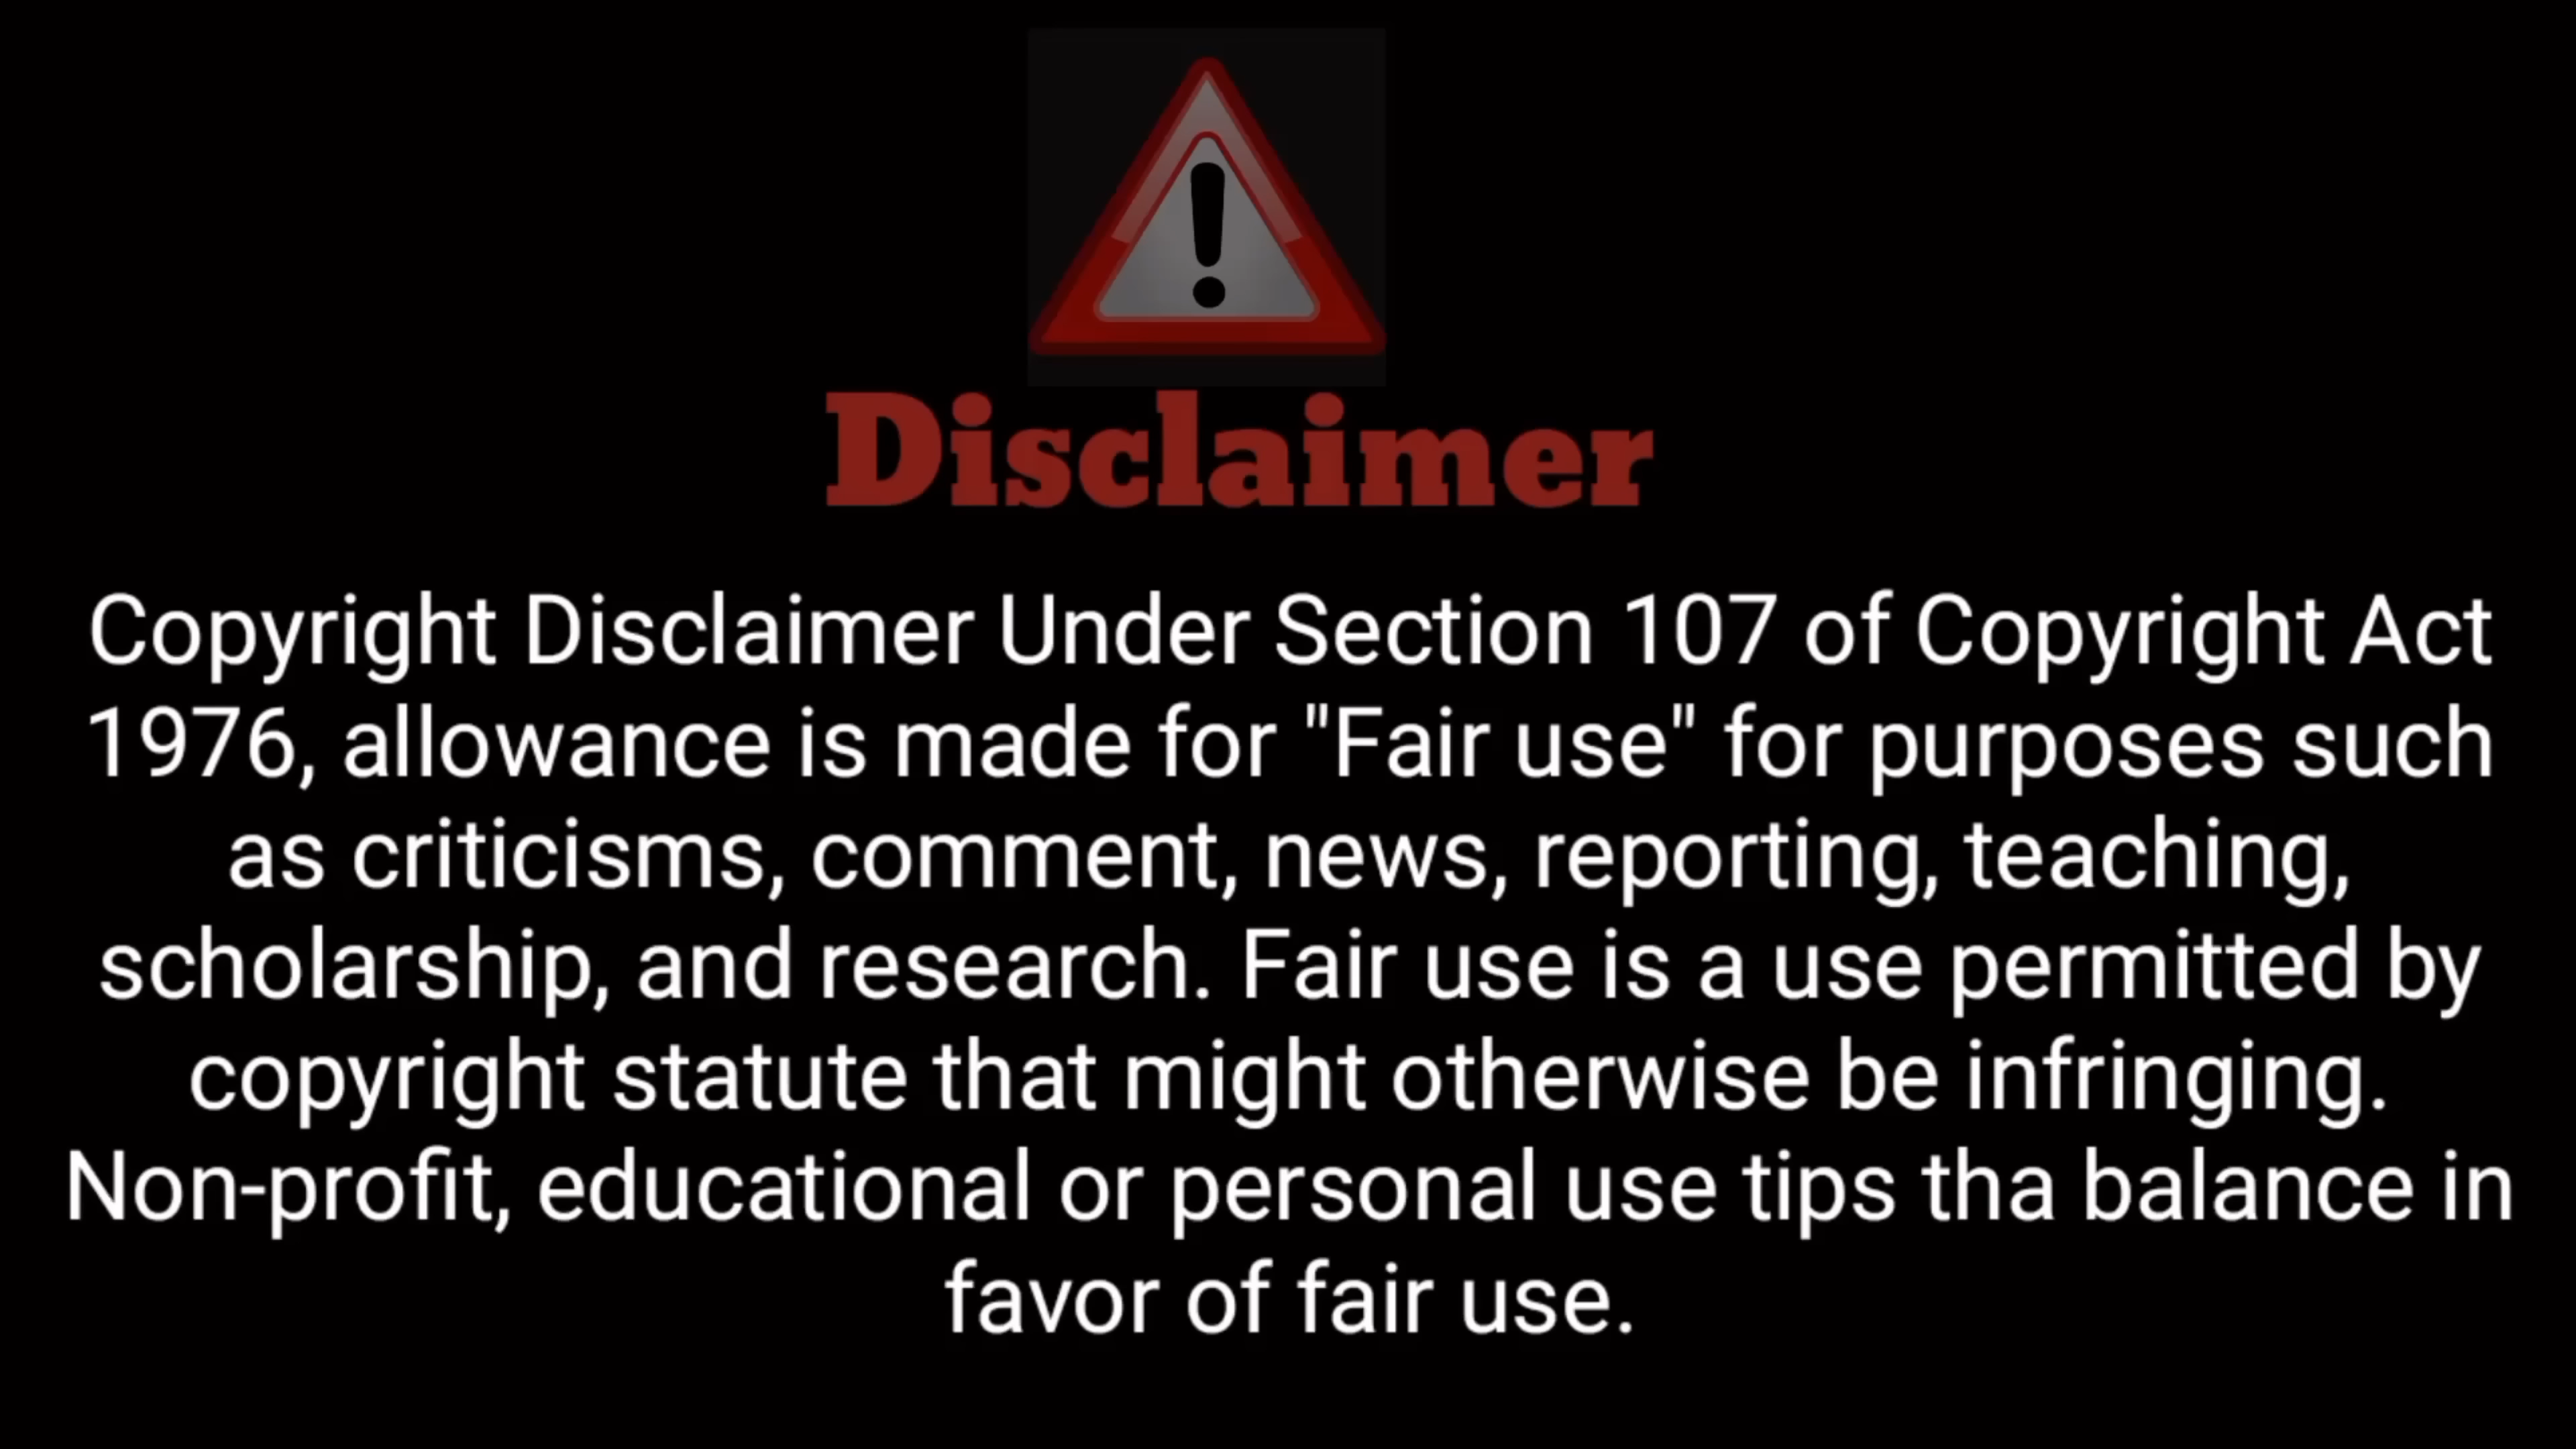 Disclaimer
Copyright Disclaimer Under Section 107 of Copyright Act
1976, allowance is made for "Fair use" for purposes such
as criticisms, comment, news, reporting, teaching,
scholarship, and research. Fair use is a use permitted by
copyright statute that might otherwise be infringing.
Non-profit, educational or personal use tips tha balance in
favor of fair use.